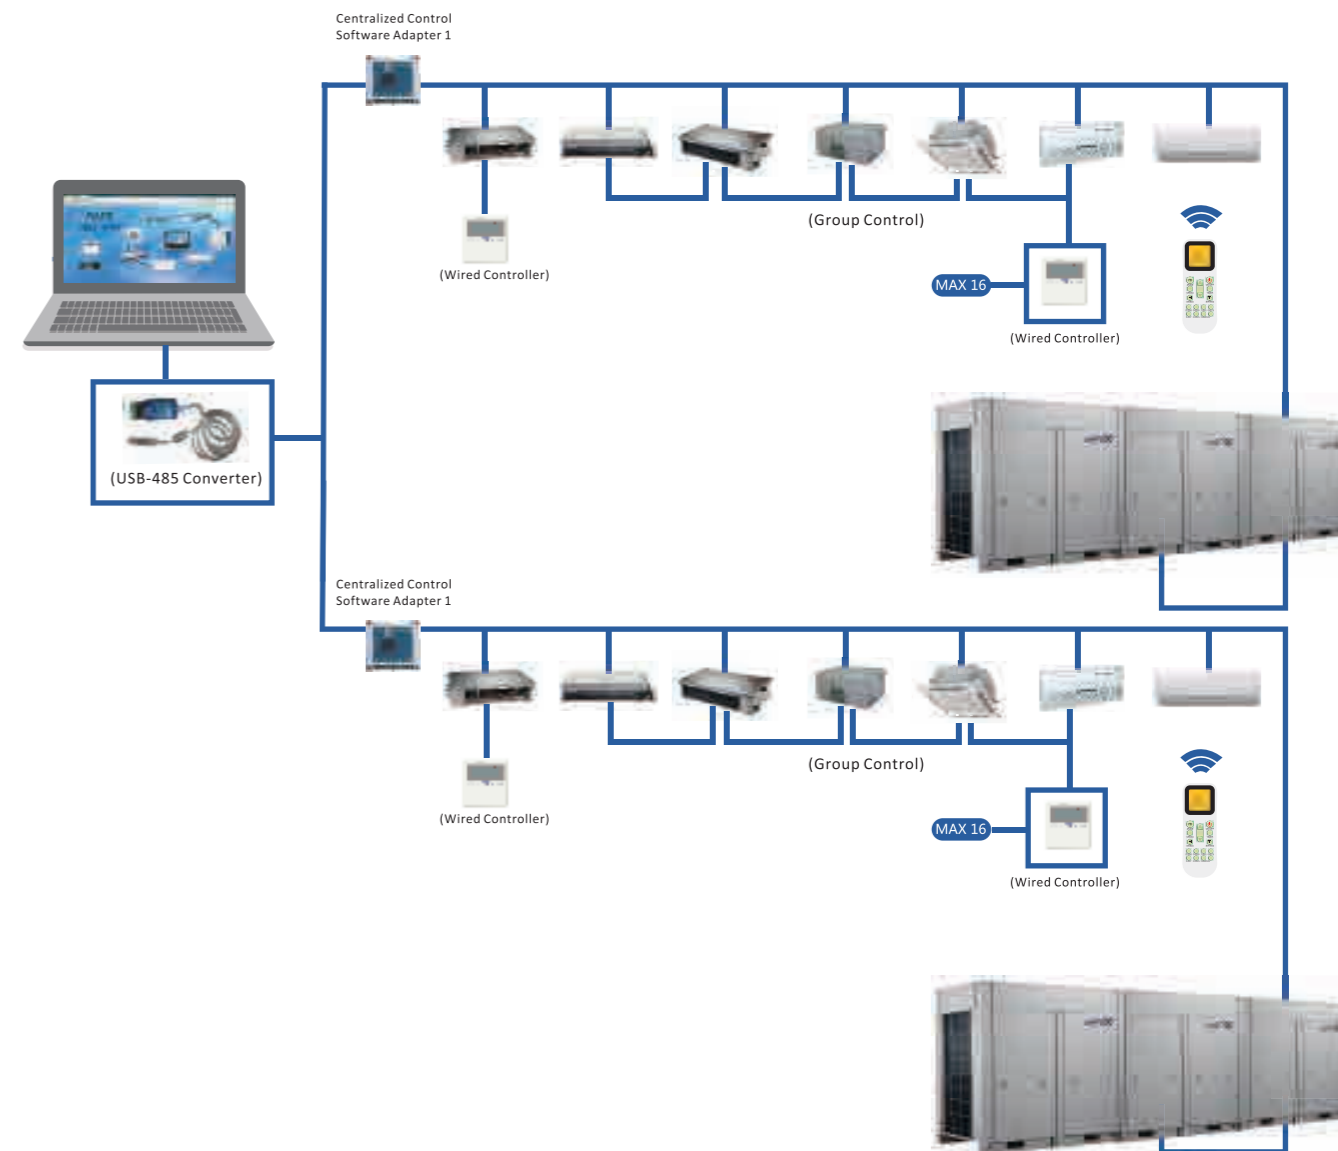 Centralized Control
Software Adapter 1
(Group Control)
(Wired Controller)
MAX 16
(Wired Controller)
(USB-485 Converter)
Centralized Control
Software Adapter 1
(Group Control)
(Wired Controller)
MAX 16
(Wired Controller)